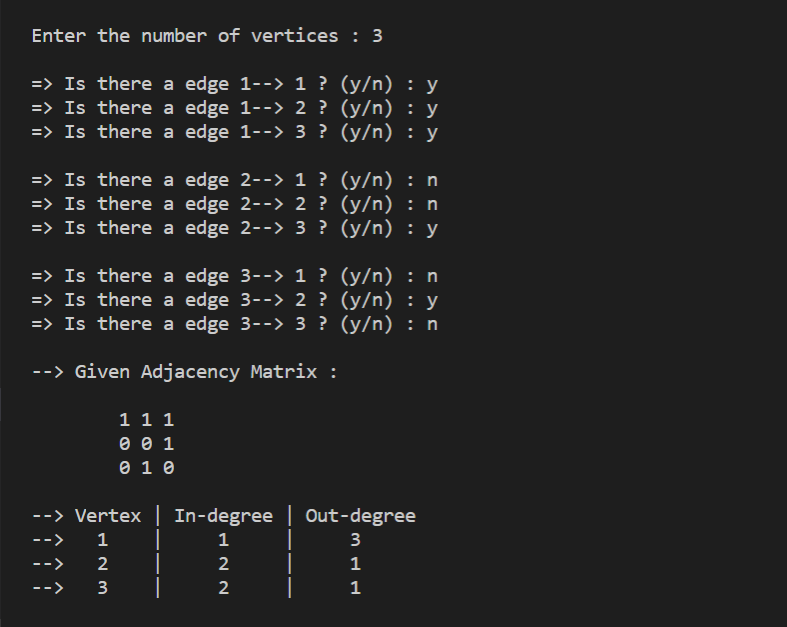 Enter the number of vertices : 3
=> Is there a edge 1--> 1 ? (y/n) : y
=> Is there a edge 1--> 2 ? (y/n) : y
=> Is there a edge 1--> 3 ? (y/n) : y
=> Is there a edge 2--> 1 ? (y/n) : n
=> Is there a edge 2--> 2 ? (y/n) : n
=> Is there a edge 2--> 3 ? (y/n) : y
=> Is there a edge 3--> 1 ? (y/n) : n
=> Is there a edge 3--> 2 ? (y/n) : y
=> Is there a edge 3--> 3 ? (y/n) : n
--> Given Adjacency Matrix :
1 1 1
0 0 1
0 1 0
--> Vertex | In-degree | Out-degree
-->   1    |     1     |     3
-->   2    |     2     |     1
-->   3    |     2     |     1